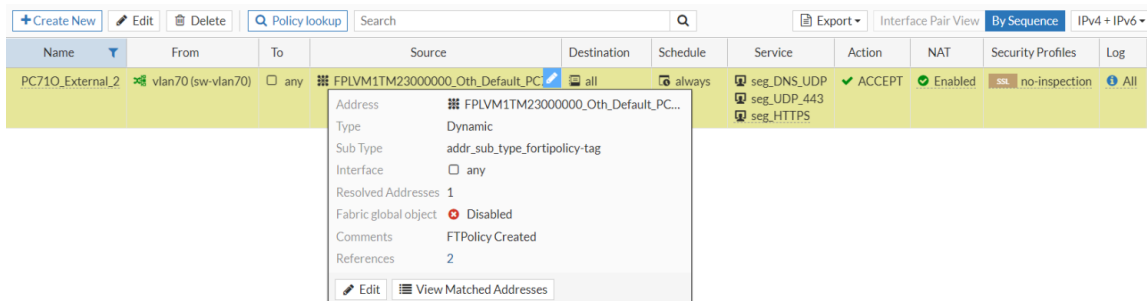 + Create New Edit Delete Policy lookup Search Export Interface Pair View By Sequence IPv4 + IPv6
Name From To Source Destination Schedule Service Action NAT Security Profiles Log
PC71O_External_2 vlan70 (sw-vlan70) any FPLVM1TM23000000_Oth_Default_PC all always seg_DNS_UDP ACCEPT Enabled SSL no-inspection All
seg_UDP_443
seg_HTTPS
Address FPLVM1TM23000000_Oth_Default_PC...
Type Dynamic
Sub Type addr_sub_type_fortipolicy-tag
Interface any
Resolved Addresses 1
Fabric global object Disabled
Comments FTPolicy Created
References 2
Edit View Matched Addresses